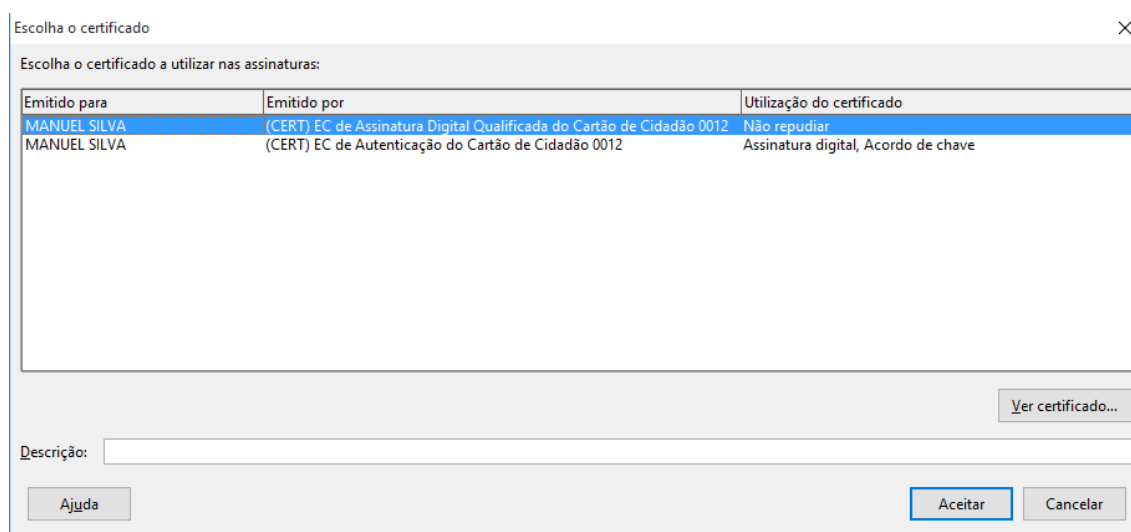 Escolha o certificado
Escolha o certificado a utilizar nas assinaturas:
Emitido para Emitido por Utilização do certificado
MANUEL SILVA (CERT) EC de Assinatura Digital Qualificada do Cartão de Cidadão 0012 Não repudiar
MANUEL SILVA (CERT) EC de Autenticação do Cartão de Cidadão 0012 Assinatura digital, Acordo de chave
Ver certificado...
Descrição:
Ajuda Aceitar Cancelar